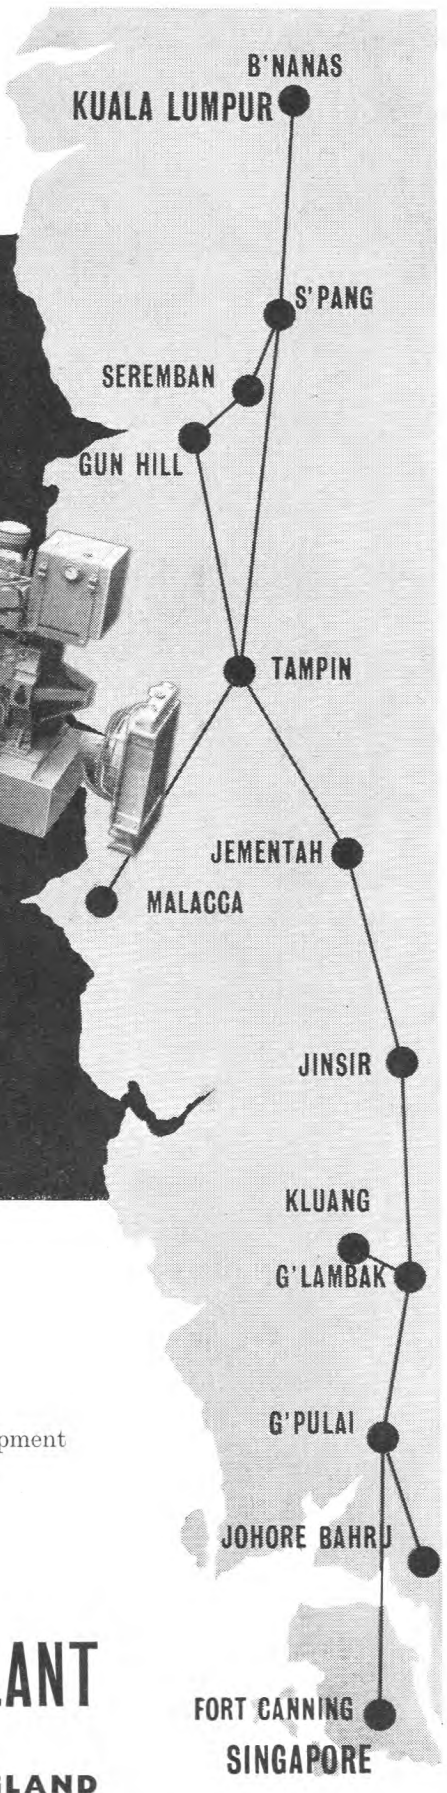 B'NANAS
KUALA LUMPUR
S'PANG
SEREMBAN
GUN HILL
TAMPIN
JEMENTAH
MALACCA
JINSIR
KLUANG
G'LAMBAK
G'PULAI
pment
JOHORE BAHRU
LANT
FORT CANNING
SINGAPORE
GLAND